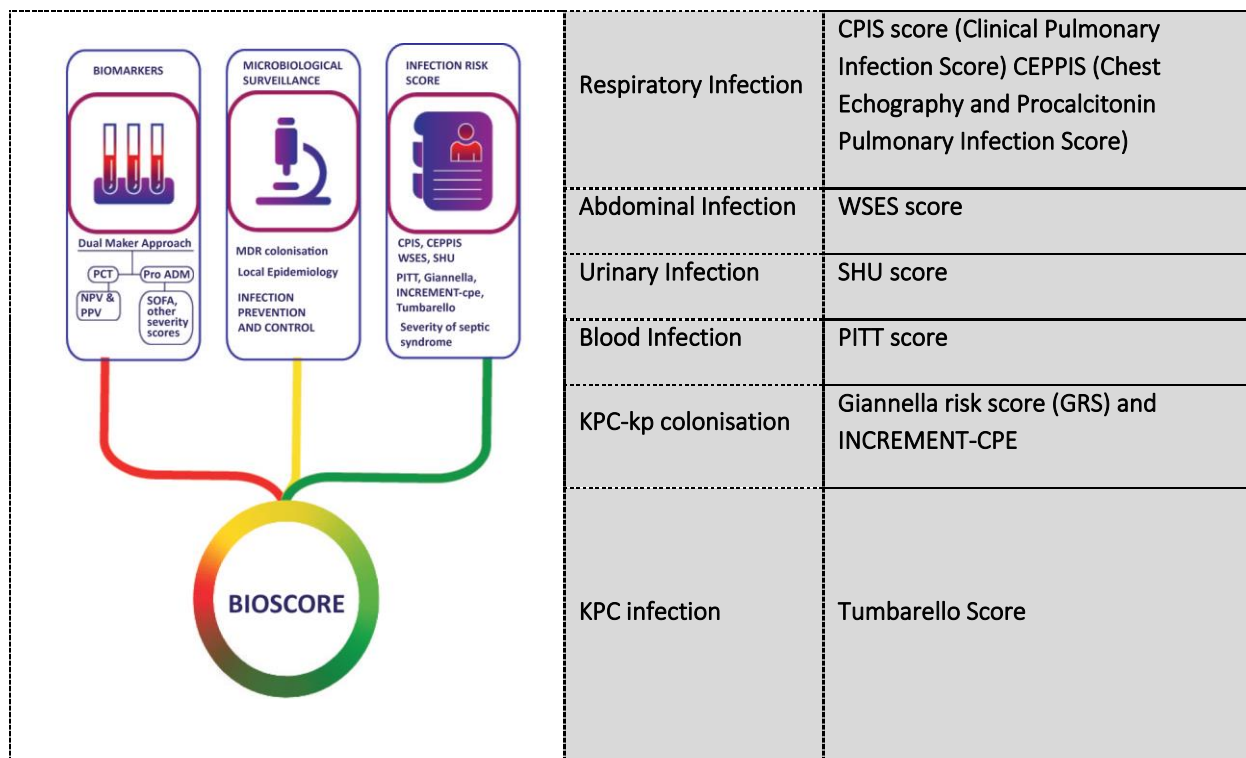 BIOMARKERS
Dual Maker Approach
PCT
Pro ADM
NPV &
PPV
SOFA,
other
severity
scores
MICROBIOLOGICAL
SURVEILLANCE
MDR colonisation
Local Epidemiology
INFECTION
PREVENTION
AND CONTROL
INFECTION RISK
SCORE
CPIS, CEPPIS
WSES, SHU
PITT, Giannella,
INCREMENT-cpe,
Tumbarello
Severity of septic
syndrome
BIOSCORE
Respiratory Infection
CPIS score (Clinical Pulmonary
Infection Score) CEPPIS (Chest
Echography and Procalcitonin
Pulmonary Infection Score)
Abdominal Infection
WSES score
Urinary Infection
SHU score
Blood Infection
PITT score
KPC-kp colonisation
Giannella risk score (GRS) and
INCREMENT-CPE
KPC infection
Tumbarello Score